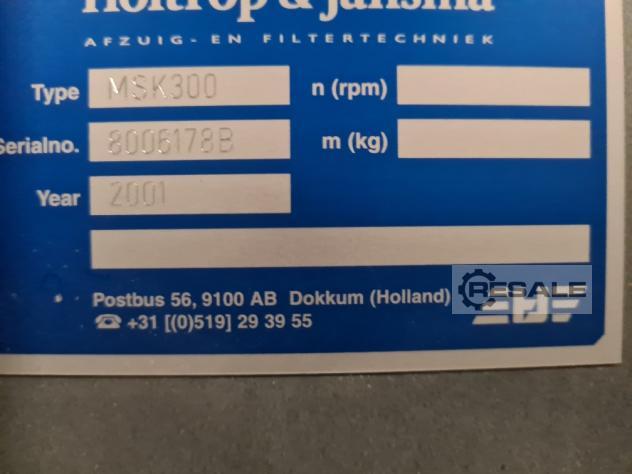 Holtrop & Jansma
AFZUIG- EN FILTERTECHNIEK
Type MSK300 n (rpm)
Serialno. 8006178B m (kg)
Year 2001
Postbus 56, 9100 AB Dokkum (Holland)
☎ +31 [(0)519] 29 39 55
RESALE